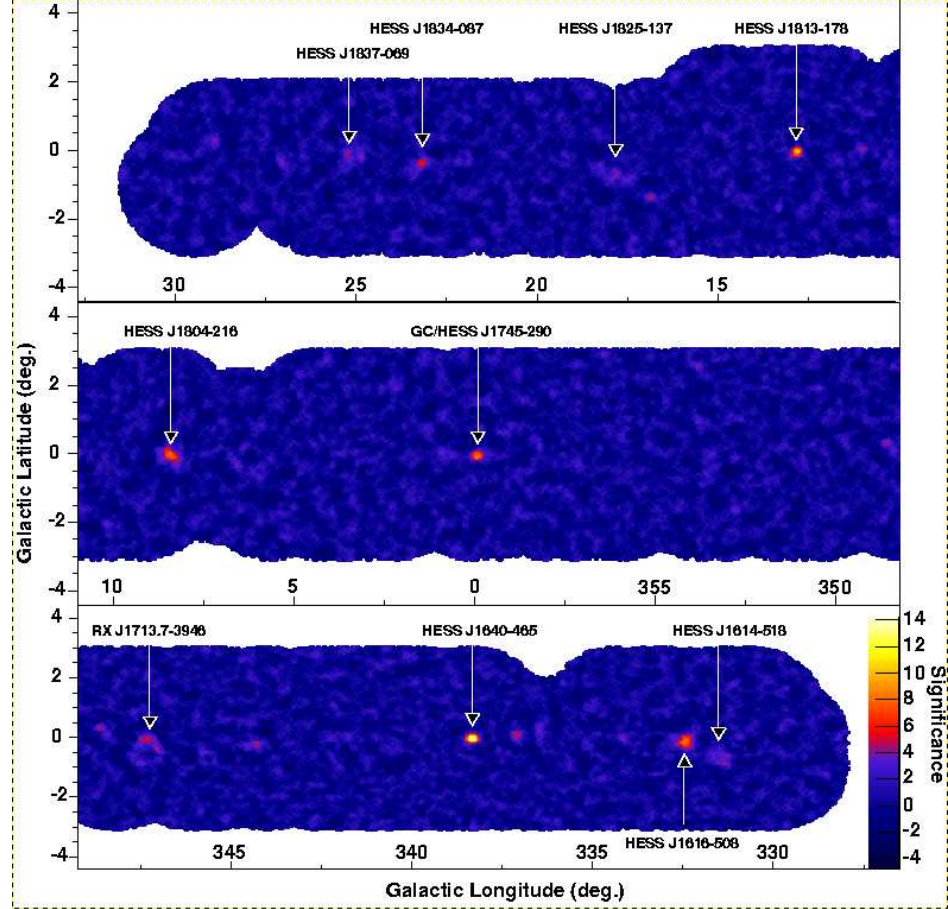 HESS J1834-087
HESS J1825-137
HESS J1813-178
HESS J1837-069
4
2
0
-2
-4
30
25
20
15
HESS J1804-216
GC/HESS J1745-290
4
2
0
-2
-4
10
5
0
355
350
Galactic Latitude (deg.)
RX J1713.7-3946
HESS J1640-465
HESS J1614-518
HESS J1616-508
4
2
0
-2
-4
345
340
335
330
14
12
10
8
6
4
2
0
-2
-4
Significance
Galactic Longitude (deg.)